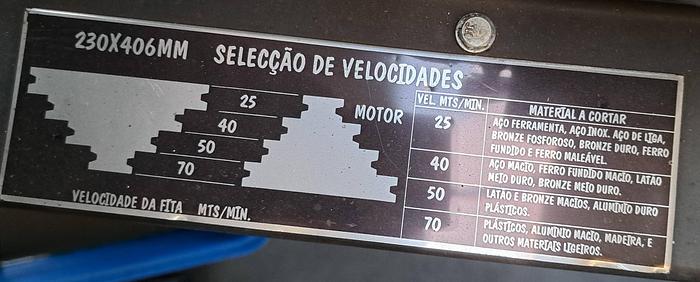 230X406MM SELECÇÃO DE VELOCIDADES
25
40
50
70
MOTOR
VELOCIDADE DA FITA MTS/MIN.
VEL. MTS/MIN. MATERIAL A CORTAR
25 AÇO FERRAMENTA, AÇO INOX. AÇO DE LIGA,
BRONZE FOSFOROSO, BRONZE DURO, FERRO
FUNDIDO E FERRO MALEÁVEL.
40 AÇO MACIO, FERRO FUNDIDO MACIO, LATÃO
MEIO DURO, BRONZE MEIO DURO.
50 LATÃO E BRONZE MACIOS, ALUMINIO DURO
PLÁSTICOS.
70 PLÁSTICOS, ALUMINIO MACIO, MADEIRA, E
OUTROS MATERIAIS LIGEIROS.